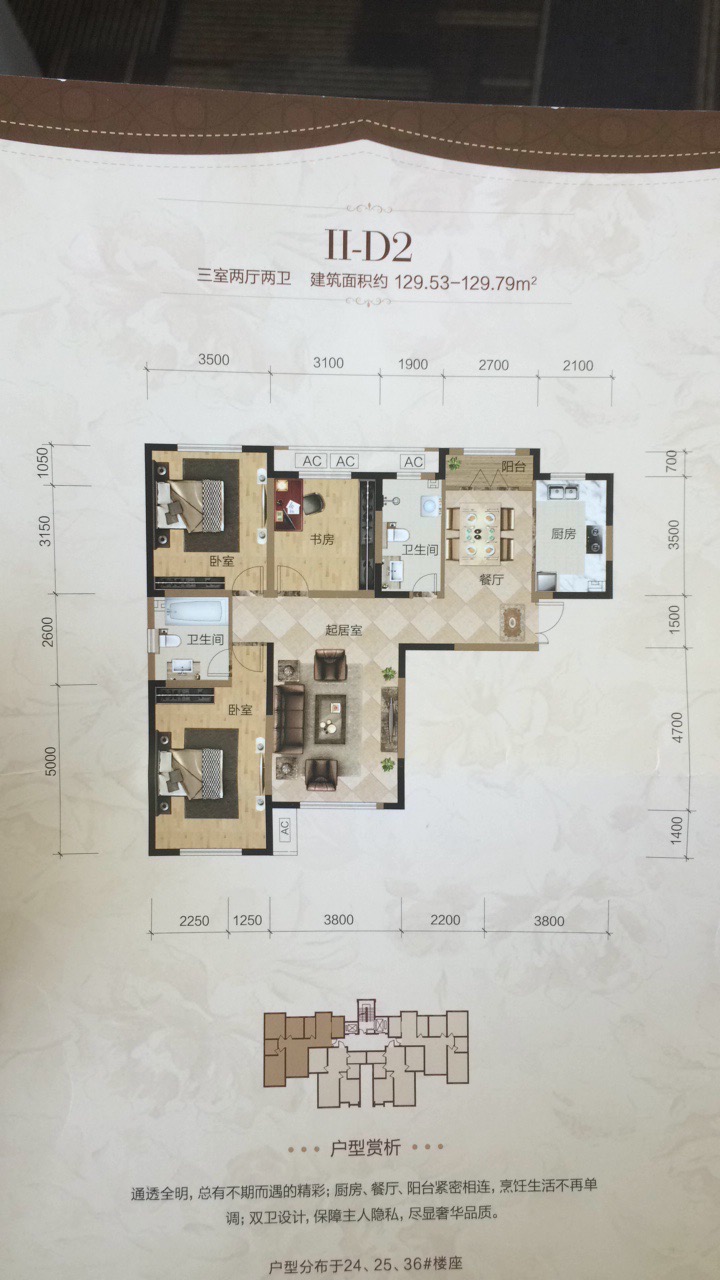 II-D2
三室两厅两卫 建筑面积约 129.53-129.79m²
3500 3100 1900 2700 2100
1050
3150
2600
5000
700
3500
1500
4700
1400
AC AC AC
阳台
卧室
书房
卫生间
餐厅
厨房
卫生间
起居室
卧室
AC
2250 1250 3800 2200 3800
户型赏析
通透全明,总有不期而遇的精彩;厨房、餐厅、阳台紧密相连,烹饪生活不再单
调;双卫设计,保障主人隐私,尽显奢华品质。
户型分布于24、25、36#楼座